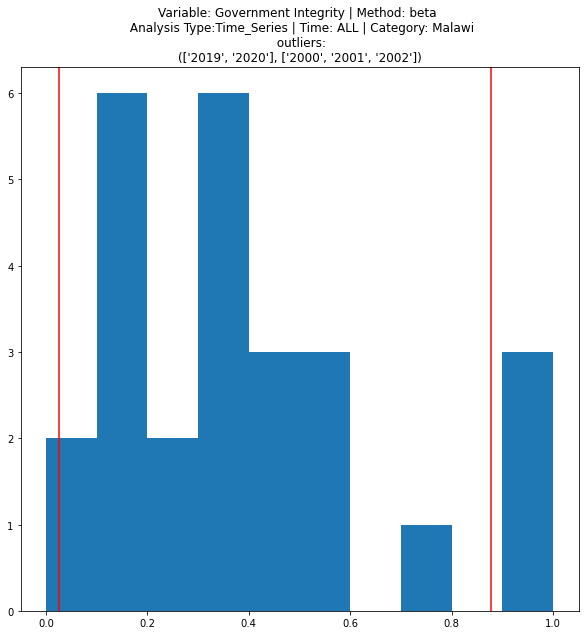 Variable: Government Integrity | Method: beta
Analysis Type:Time_Series | Time: ALL | Category: Malawi
outliers:
(['2019', '2020'], ['2000', '2001', '2002'])
6
5
4
3
2
1
0
0.0 0.2 0.4 0.6 0.8 1.0